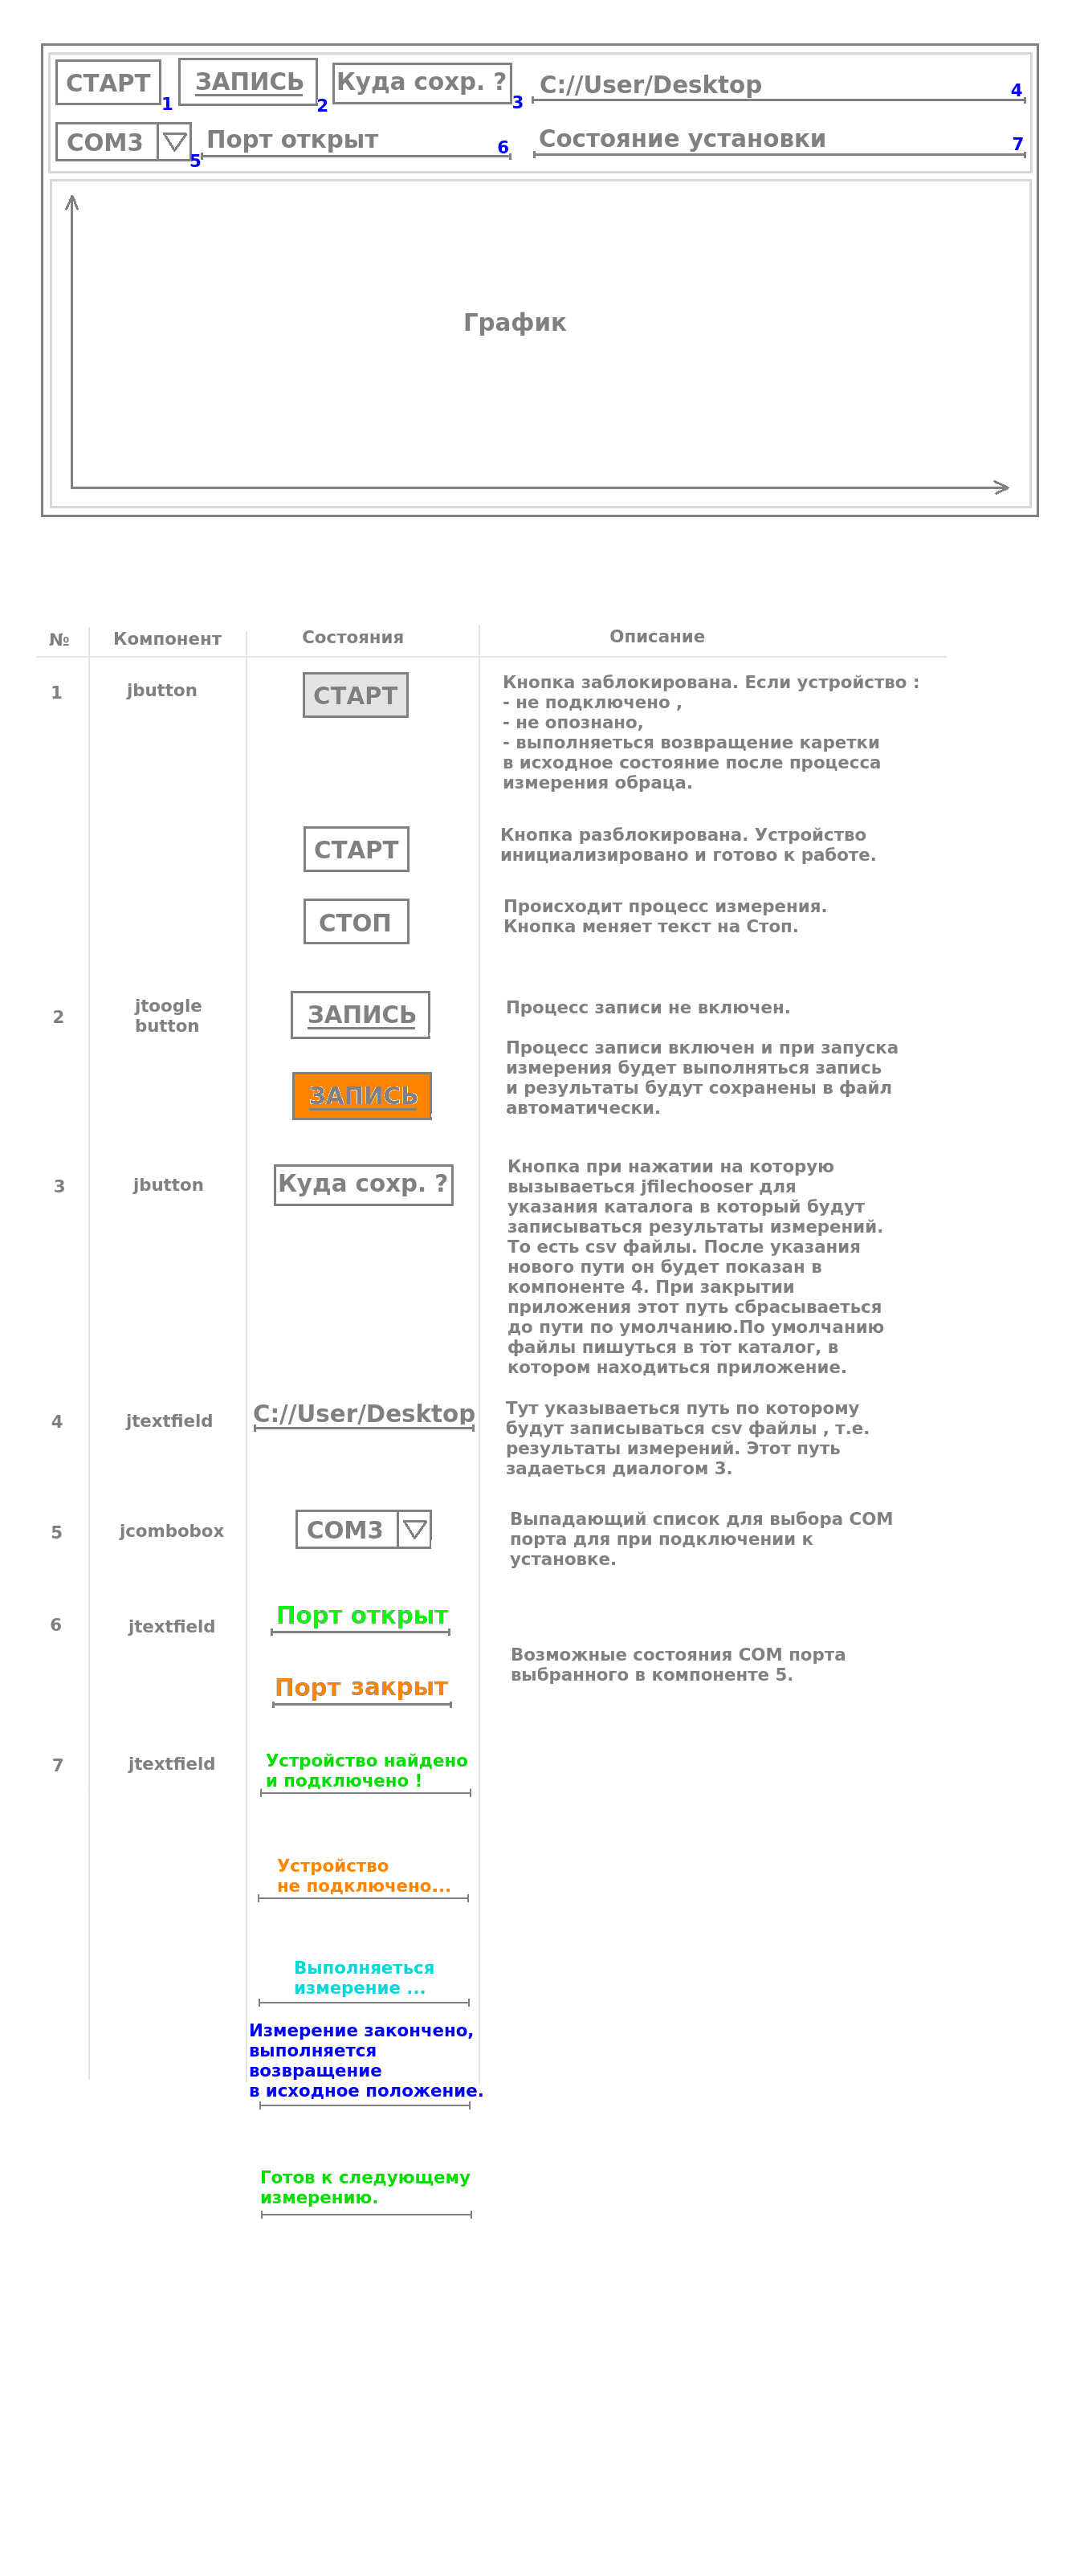 СТАРТ
1
ЗАПИСЬ
2
Куда сохр. ?
3
C://User/Desktop
4
COM3
5
Порт открыт
6
Состояние установки
7
График
№
Компонент
Состояния
Описание
1
jbutton
СТАРТ
Кнопка заблокирована. Если устройство :
- не подключено ,
- не опознано,
- выполняеться возвращение каретки
в исходное состояние после процесса
измерения обраца.
СТАРТ
Кнопка разблокирована. Устройство
инициализировано и готово к работе.
СТОП
Происходит процесс измерения.
Кнопка меняет текст на Стоп.
2
jtoogle
button
ЗАПИСЬ
Процесс записи не включен.
ЗАПИСЬ
Процесс записи включен и при запуска
измерения будет выполняться запись
и результаты будут сохранены в файл
автоматически.
3
jbutton
Куда сохр. ?
Кнопка при нажатии на которую
вызываеться jfilechooser для
указания каталога в который будут
записываться результаты измерений.
То есть csv файлы. После указания
нового пути он будет показан в
компоненте 4. При закрытии
приложения этот путь сбрасываеться
до пути по умолчанию.По умолчанию
файлы пишуться в тот каталог, в
котором находиться приложение.
4
jtextfield
C://User/Desktop
Тут указываеться путь по которому
будут записываться csv файлы , т.е.
результаты измерений. Этот путь
задаеться диалогом 3.
5
jcombobox
COM3
Выпадающий список для выбора COM
порта для при подключении к
установке.
6
jtextfield
Порт открыт
Порт закрыт
Возможные состояния COM порта
выбранного в компоненте 5.
7
jtextfield
Устройство найдено
и подключено !
Устройство
не подключено...
Выполняеться
измерение ...
Измерение закончено,
выполняется
возвращение
в исходное положение.
Готов к следующему
измерению.